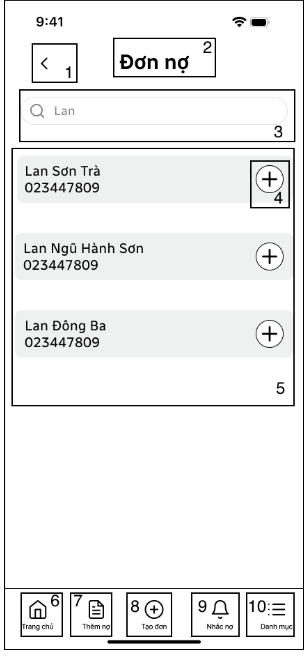 9:41
1
Đơn nợ 2
Lan
3
Lan Sơn Trà
023447809
4
Lan Ngũ Hành Sơn
023447809
Lan Đông Ba
023447809
5
6 7 8 9 10
Trang chủ Thêm nợ Tạo đơn Nhắc nợ Danh mục